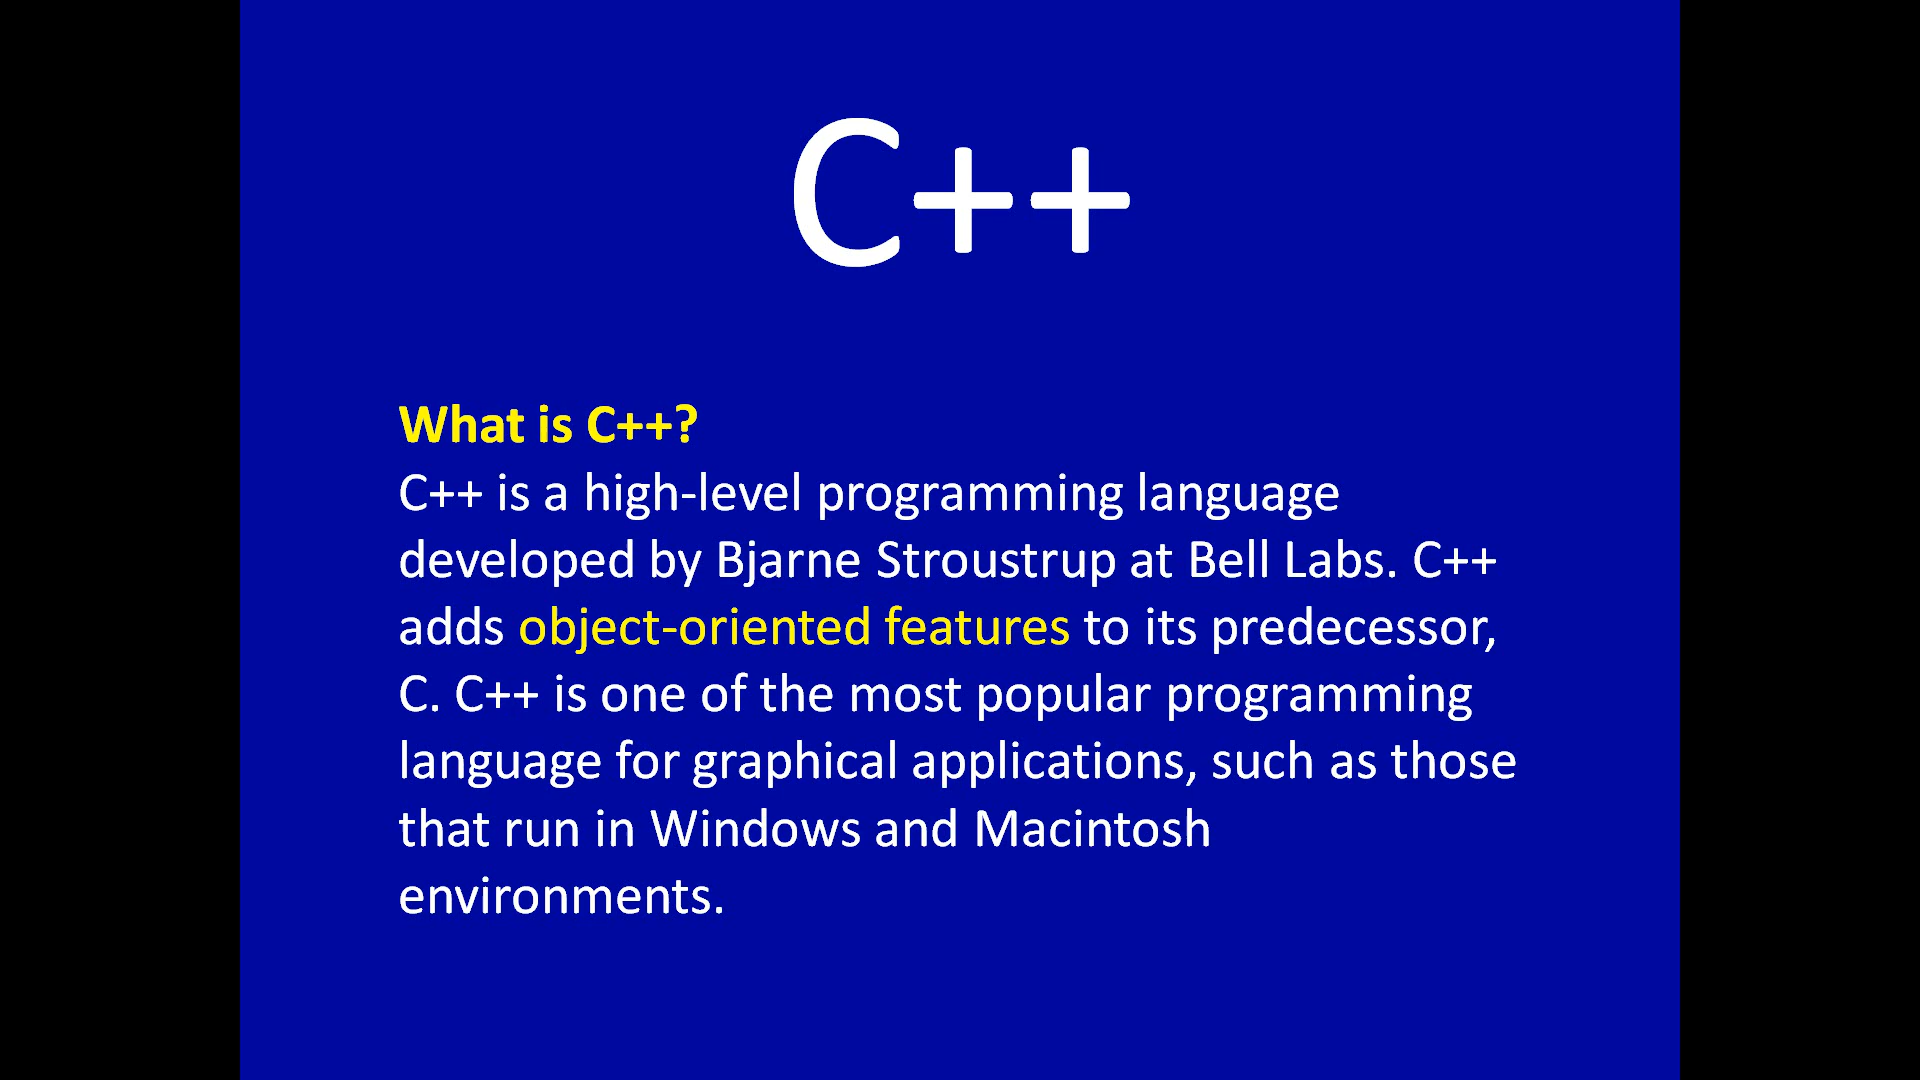 C++
What is C++?
C++ is a high-level programming language
developed by Bjarne Stroustrup at Bell Labs. C++
adds object-oriented features to its predecessor,
C. C++ is one of the most popular programming
language for graphical applications, such as those
that run in Windows and Macintosh
environments.